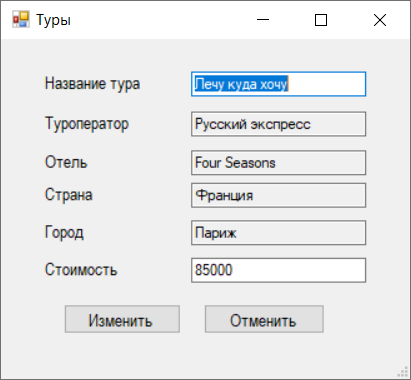 Туры
Название тура Лечу куда хочу
Туроператор Русский экспресс
Отель Four Seasons
Страна Франция
Город Париж
Стоимость 85000
Изменить Отменить